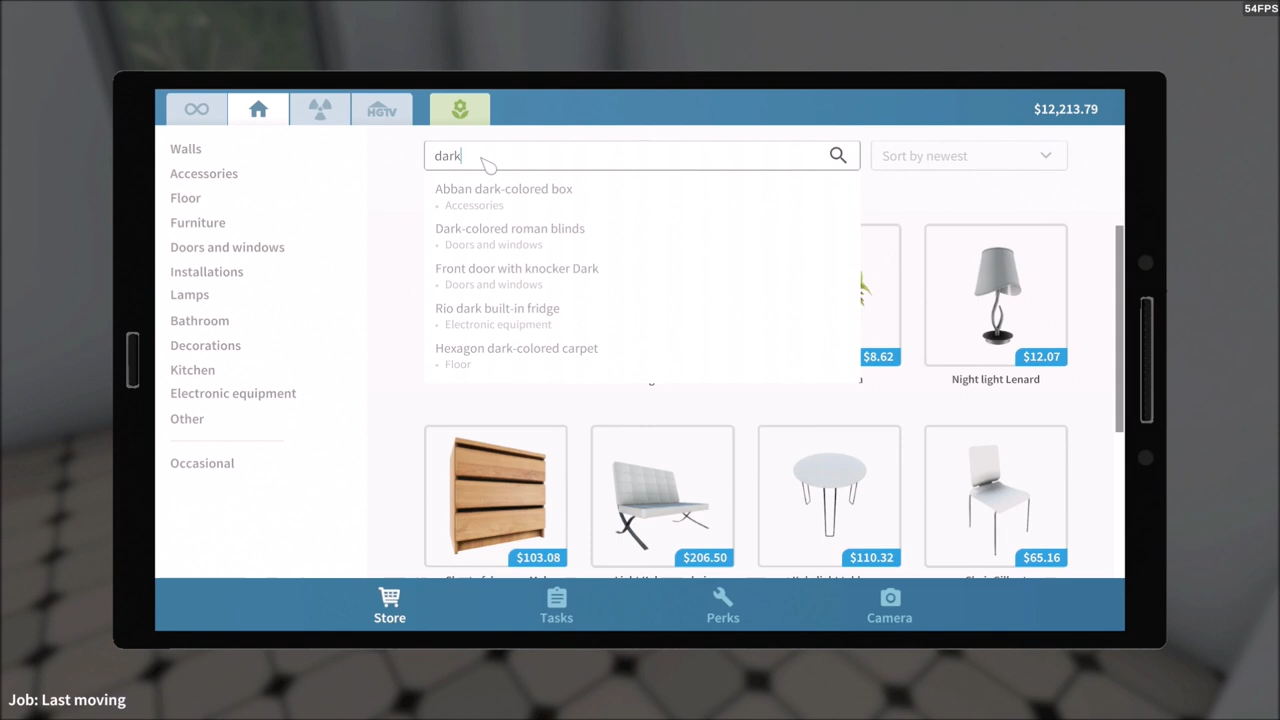 54FPS
HGTV
$12,213.79
Walls
Accessories
Floor
Furniture
Doors and windows
Installations
Lamps
Bathroom
Decorations
Kitchen
Electronic equipment
Other
Occasional
dark
Sort by newest
Abban dark-colored box
• Accessories
Dark-colored roman blinds
• Doors and windows
Front door with knocker Dark
• Doors and windows
Rio dark built-in fridge
• Electronic equipment
Hexagon dark-colored carpet
• Floor
$8.62
$12.07
Night light Lenard
$103.08
$206.50
$110.32
$65.16
Store
Tasks
Perks
Camera
Job: Last moving